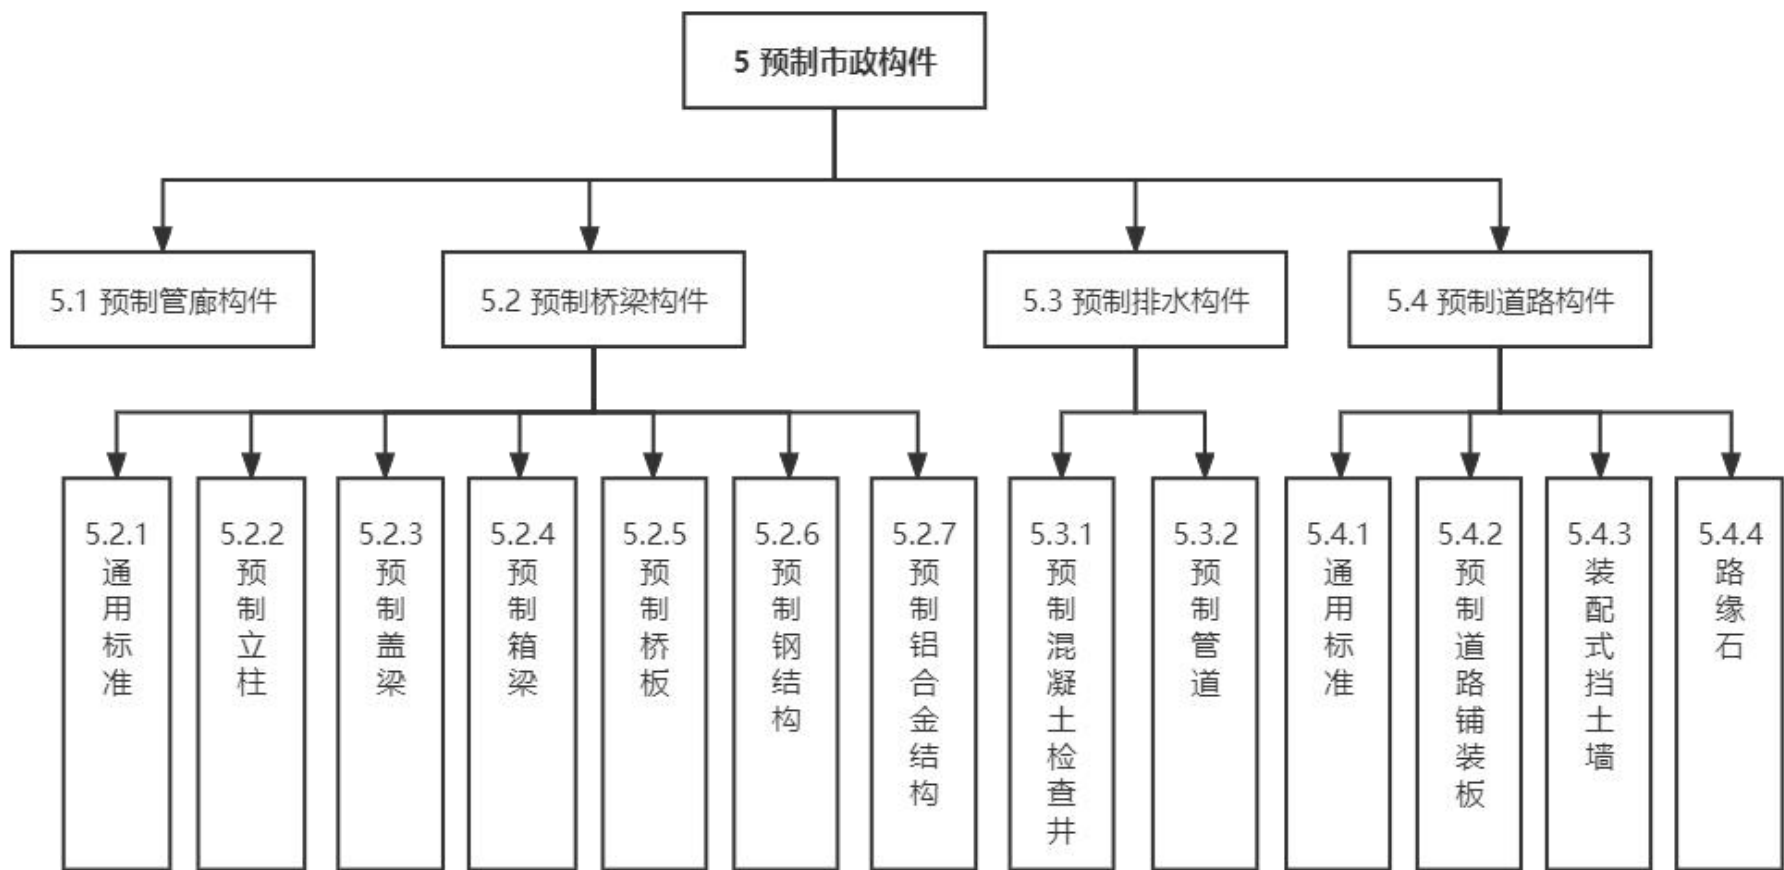 5 预制市政构件
5.1 预制管廊构件
5.2 预制桥梁构件
5.3 预制排水构件
5.4 预制道路构件
5.2.1 通用标准
5.2.2 预制立柱
5.2.3 预制盖梁
5.2.4 预制箱梁
5.2.5 预制桥板
5.2.6 预制钢结构
5.2.7 预制铝合金结构
5.3.1 预制混凝土检查井
5.3.2 预制管道
5.4.1 通用标准
5.4.2 预制道路铺装板
5.4.3 装配式挡土墙
5.4.4 路缘石